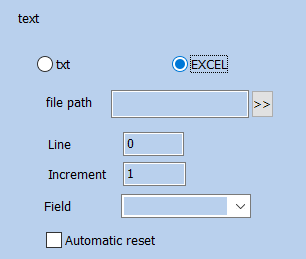 text
txt EXCEL
file path >>
Line 0
Increment 1
Field
Automatic reset